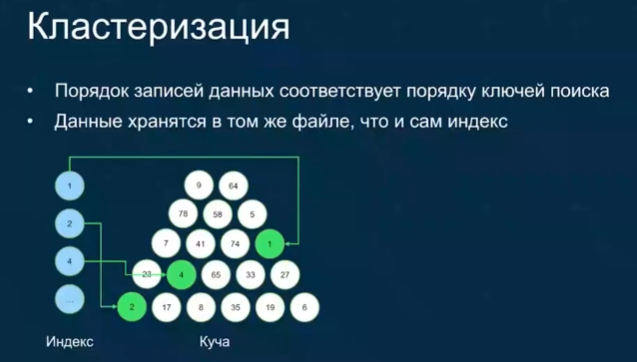 Кластеризация
• Порядок записей данных соответствует порядку ключей поиска
• Данные хранятся в том же файле, что и сам индекс
1
2
4
...
9 64
78 58 5
7 41 74 1
23 4 65 33 27
2 17 8 35 19 6
Индекс
Куча